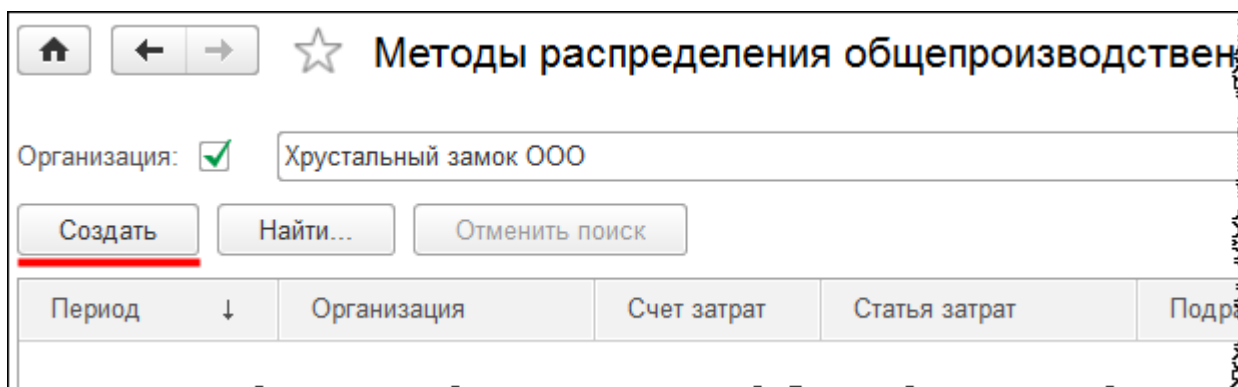 Методы распределения общепроизводствен
Организация: Хрустальный замок ООО
Создать Найти... Отменить поиск
Период ↓ Организация Счет затрат Статья затрат Подра